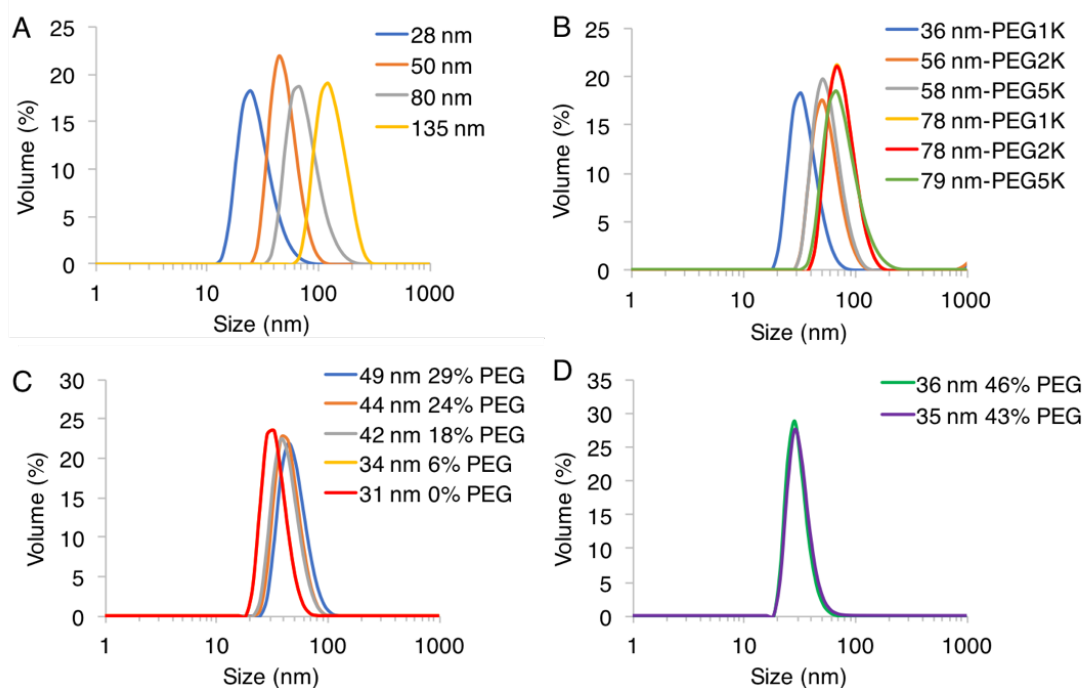 A
25
20
15
10
5
0
Volume (%)
1
10
100
1000
Size (nm)
28 nm
50 nm
80 nm
135 nm
B
25
20
15
10
5
0
Volume (%)
1
10
100
1000
Size (nm)
36 nm-PEG1K
56 nm-PEG2K
58 nm-PEG5K
78 nm-PEG1K
78 nm-PEG2K
79 nm-PEG5K
C
30
25
20
15
10
5
0
Volume (%)
1
10
100
1000
Size (nm)
49 nm 29% PEG
44 nm 24% PEG
42 nm 18% PEG
34 nm 6% PEG
31 nm 0% PEG
D
35
30
25
20
15
10
5
0
Volume (%)
1
10
100
1000
Size (nm)
36 nm 46% PEG
35 nm 43% PEG